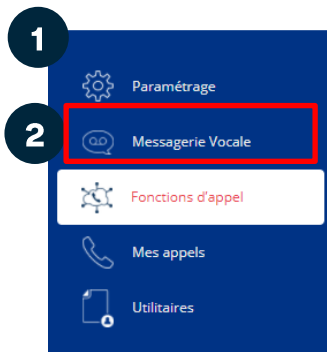 1
Paramétrage
2
Messagerie Vocale
Fonctions d'appel
Mes appels
Utilitaires